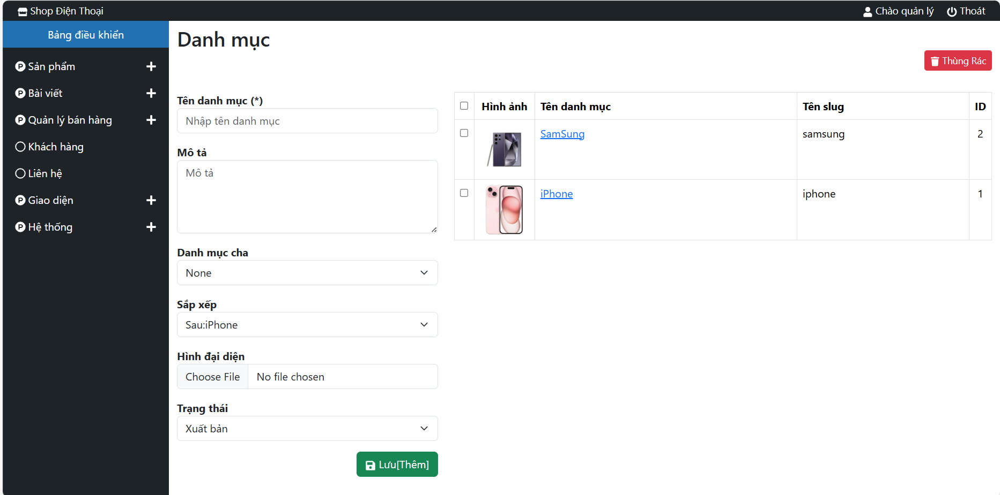 Shop Điện Thoại
Chào quản lý
Thoát
Bảng điều khiển
Sản phẩm
Bài viết
Quản lý bán hàng
Khách hàng
Liên hệ
Giao diện
Hệ thống
Danh mục
Thùng Rác
Tên danh mục (*)
Nhập tên danh mục
Mô tả
Mô tả
Danh mục cha
None
Sắp xếp
Sau:iPhone
Hình đại diện
Choose File No file chosen
Trạng thái
Xuất bản
Lưu[Thêm]
Hình ảnh Tên danh mục Tên slug ID
SamSung samsung 2
iPhone iphone 1